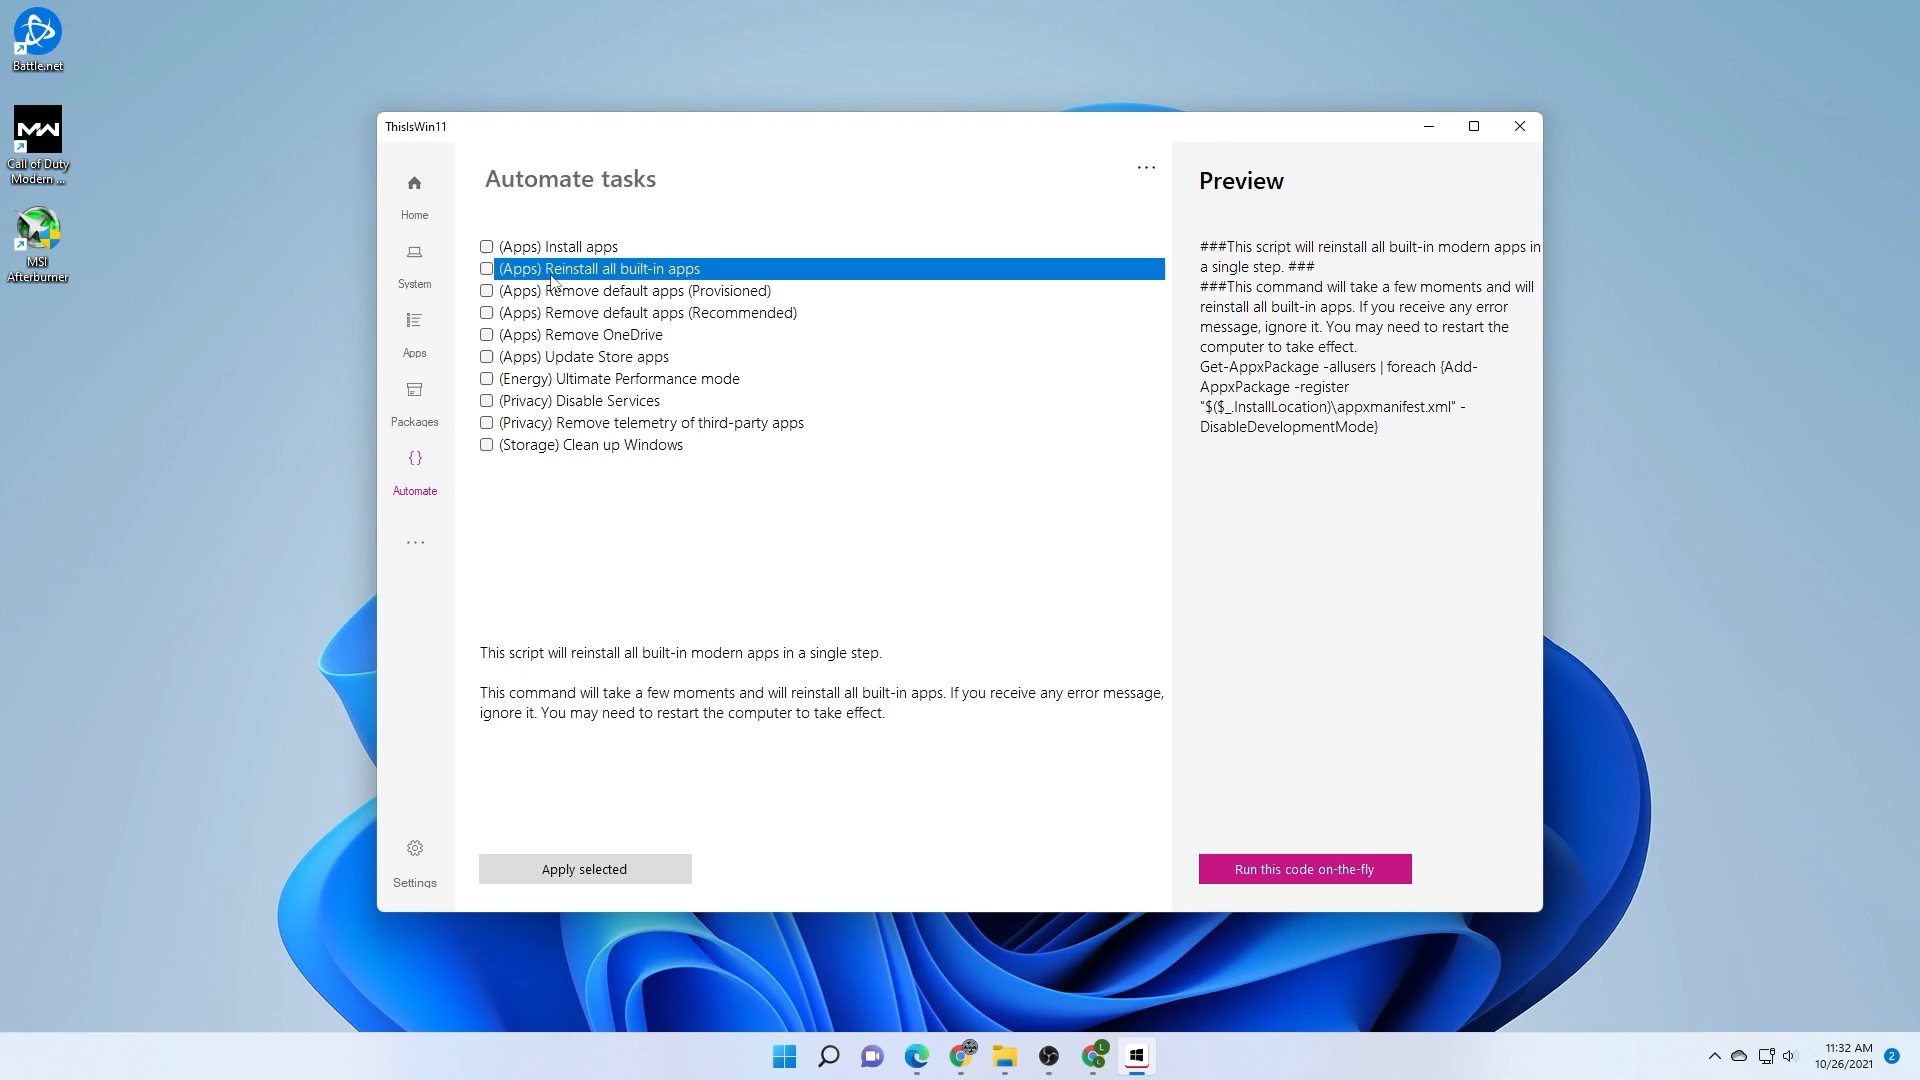 Battle.net
Call of Duty
Modern ...
MSI
Afterburner
ThisIsWin11
Home
System
Apps
Packages
Automate
...
Settings
Automate tasks
...
(Apps) Install apps
(Apps) Reinstall all built-in apps
(Apps) Remove default apps (Provisioned)
(Apps) Remove default apps (Recommended)
(Apps) Remove OneDrive
(Apps) Update Store apps
(Energy) Ultimate Performance mode
(Privacy) Disable Services
(Privacy) Remove telemetry of third-party apps
(Storage) Clean up Windows
This script will reinstall all built-in modern apps in a single step.
This command will take a few moments and will reinstall all built-in apps. If you receive any error message,
ignore it. You may need to restart the computer to take effect.
Apply selected
Preview
###This script will reinstall all built-in modern apps in
a single step. ###
###This command will take a few moments and will
reinstall all built-in apps. If you receive any error
message, ignore it. You may need to restart the
computer to take effect.
Get-AppxPackage -allusers | foreach {Add-
AppxPackage -register
"$($_.InstallLocation)\appxmanifest.xml" -
DisableDevelopmentMode}
Run this code on-the-fly
11:32 AM
10/26/2021
2